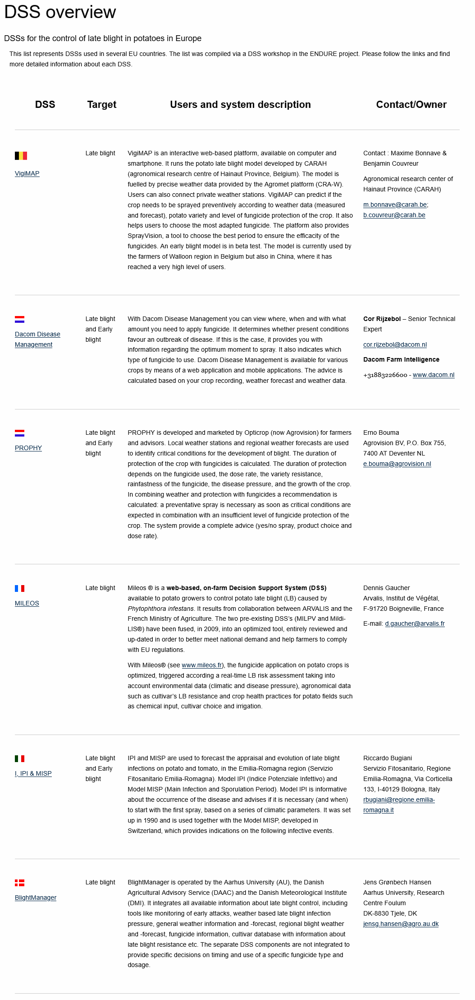 DSS overview
DSSs for the control of late blight in potatoes in Europe
This list represents DSSs used in several EU countries. The list was compiled via a DSS workshop in the ENDURE project. Please follow the links and find
more detailed information about each DSS.
DSS
Target
Users and system description
Contact/Owner
VigiMAP
Late blight
VigiMAP is an interactive web-based platform, available on computer and
smartphone. It runs the potato late blight model developed by CARAH
(agronomical research centre of Hainaut Province, Belgium). The model is
fuelled by precise weather data provided by the Agromet platform (CRA-W).
Users can also connect private weather stations. VigiMAP can predict if the
crop needs to be sprayed preventively according to weather data (measured
and forecast), potato variety and level of fungicide protection of the crop. It also
helps users to choose the most adapted fungicide. The platform also provides
SprayVision, a tool to choose the best period to ensure the efficacity of the
fungicides. An early blight model is in beta test. The model is currently used by
the farmers of Walloon region in Belgium but also in China, where it has
reached a very high level of users.
Contact : Maxime Bonnave &
Benjamin Couvreur
Agronomical research center of
Hainaut Province (CARAH)
m.bonnave@carah.be;
b.couvreur@carah.be
Dacom Disease
Management
Late blight
and Early
blight
With Dacom Disease Management you can view where, when and with what
amount you need to apply fungicide. It determines whether present conditions
favour an outbreak of disease. If this is the case, it provides you with
information regarding the optimum moment to spray. It also indicates which
type of fungicide to use. Dacom Disease Management is available for various
crops by means of a web application and mobile applications. The advice is
calculated based on your crop recording, weather forecast and weather data.
Cor Rijzebol – Senior Technical
Expert
cor.rijzebol@dacom.nl
Dacom Farm Intelligence
+31883226600 - www.dacom.nl
PROPHY
Late blight
and Early
blight
PROPHY is developed and marketed by Opticrop (now Agrovision) for farmers
and advisors. Local weather stations and regional weather forecasts are used
to identify critical conditions for the development of blight. The duration of
protection of the crop with fungicides is calculated. The duration of protection
depends on the fungicide used, the dose rate, the variety resistance,
rainfastness of the fungicide, the disease pressure, and the growth of the crop.
In combining weather and protection with fungicides a recommendation is
calculated: a preventative spray is necessary as soon as critical conditions are
expected in combination with an insufficient level of fungicide protection of the
crop. The system provide a complete advice (yes/no spray, product choice and
dose rate).
Erno Bouma
Agrovision BV, P.O. Box 755,
7400 AT Deventer NL
e.bouma@agrovision.nl
MILEOS
Late blight
Mileos ® is a web-based, on-farm Decision Support System (DSS)
available to potato growers to control potato late blight (LB) caused by
Phytophthora infestans. It results from collaboration between ARVALIS and the
French Ministry of Agriculture. The two pre-existing DSS’s (MILPV and Mildi-
LIS®) have been fused, in 2009, into an optimized tool, entirely reviewed and
up-dated in order to better meet national demand and help farmers to comply
with EU regulations.
With Mileos® (see www.mileos.fr), the fungicide application on potato crops is
optimized, triggered according a real-time LB risk assessment taking into
account environmental data (climatic and disease pressure), agronomical data
such as cultivar’s LB resistance and crop health practices for potato fields such
as chemical input, cultivar choice and irrigation.
Dennis Gaucher
Arvalis, Institut de Végétal,
F-91720 Boigneville, France
E-mail: d.gaucher@arvalis.fr
I, IPI & MISP
Late blight
and Early
blight
IPI and MISP are used to forecast the appraisal and evolution of late blight
infections on potato and tomato, in the Emilia-Romagna region (Servizio
Fitosanitario Emilia-Romagna). Model IPI (Indice Potenziale Infettivo) and
Model MISP (Main Infection and Sporulation Period). Model IPI is informative
about the occurrence of the disease and advises if it is necessary (and when)
to start with the first spray, based on a series of climatic parameters. It was set
up in 1990 and is used together with the Model MISP, developed in
Switzerland, which provides indications on the following infective events.
Riccardo Bugiani
Servizio Fitosanitario, Regione
Emilia-Romagna, Via Corticella
133, I-40129 Bologna, Italy
rbugiani@regione.emilia-
romagna.it
BlightManager
Late blight
BlightManager is operated by the Aarhus University (AU), the Danish
Agricultural Advisory Service (DAAC) and the Danish Meteorological Institute
(DMI). It integrates all available information about late blight control, including
tools like monitoring of early attacks, weather based late blight infection
pressure, general weather information and -forecast, regional blight weather
and -forecast, fungicide information, cultivar database with information about
late blight resistance etc. The separate DSS components are not integrated to
provide specific decisions on timing and use of a specific fungicide type and
dosage.
Jens Grønbech Hansen
Aarhus University, Research
Centre Foulum
DK-8830 Tjele, DK
jensg.hansen@agro.au.dk